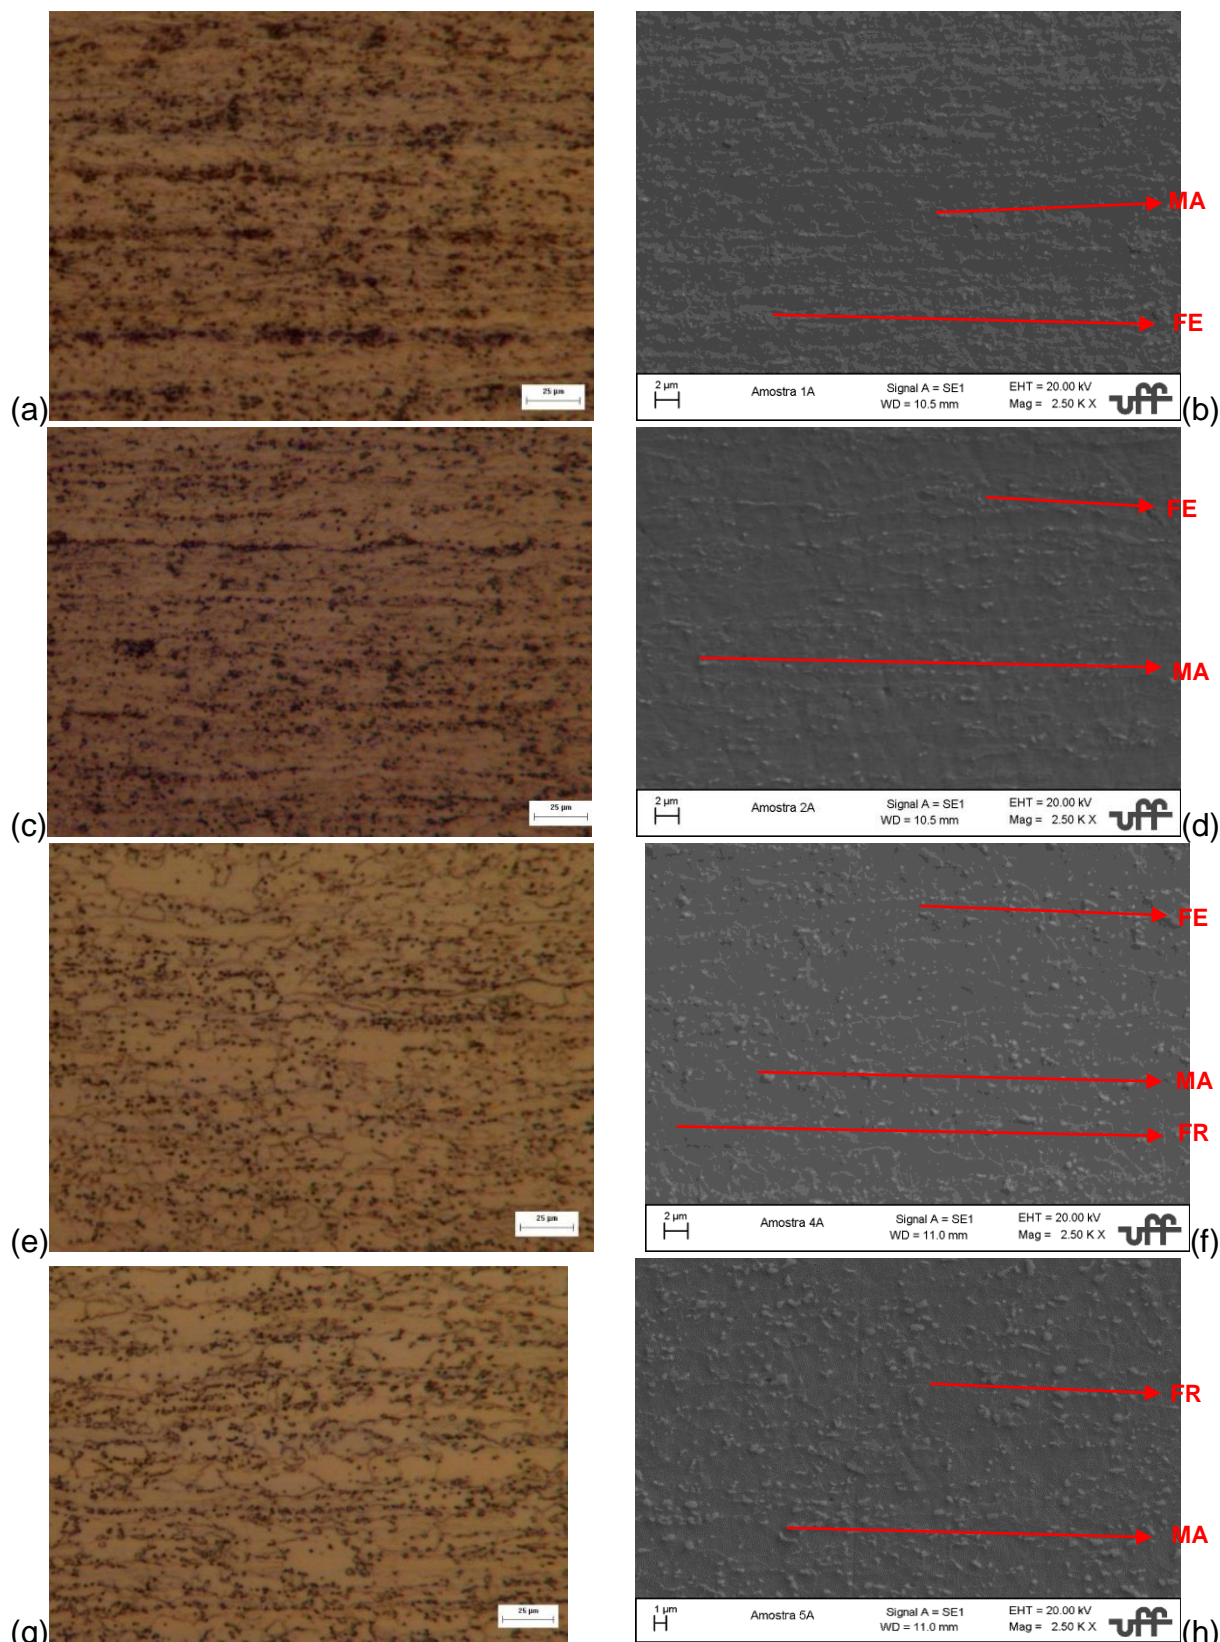 25 µm
(a)
MA
FE
2 µm
Amostra 1A
Signal A = SE1
WD = 10.5 mm
EHT = 20.00 kV
Mag = 2.50 K X
uff
(b)
25 µm
(c)
FE
MA
2 µm
Amostra 2A
Signal A = SE1
WD = 10.5 mm
EHT = 20.00 kV
Mag = 2.50 K X
uff
(d)
25 µm
(e)
FE
MA
FR
2 µm
Amostra 4A
Signal A = SE1
WD = 11.0 mm
EHT = 20.00 kV
Mag = 2.50 K X
uff
(f)
25 µm
(g)
FR
MA
1 µm
Amostra 5A
Signal A = SE1
WD = 11.0 mm
EHT = 20.00 kV
Mag = 2.50 K X
uff
(h)